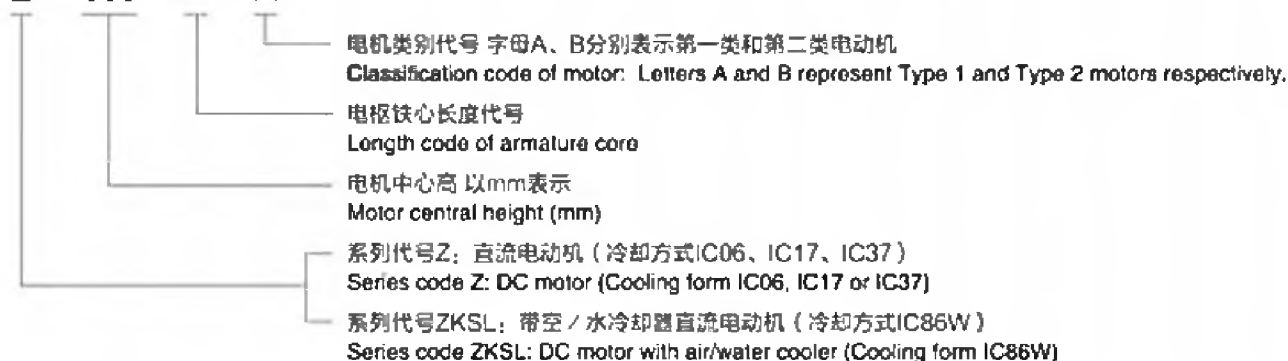 电机类别代号 字母A、B分别表示第一类和第二类电动机
Classification code of motor: Letters A and B represent Type 1 and Type 2 motors respectively.
电枢铁心长度代号
Length code of armature core
电机中心高 以mm表示
Motor central height (mm)
系列代号Z：直流电动机（冷却方式IC06、IC17、IC37）
Series code Z: DC motor (Cooling form IC06, IC17 or IC37)
系列代号ZKSL：带空／水冷却器直流电动机（冷却方式IC86W）
Series code ZKSL: DC motor with air/water cooler (Cooling form IC86W)